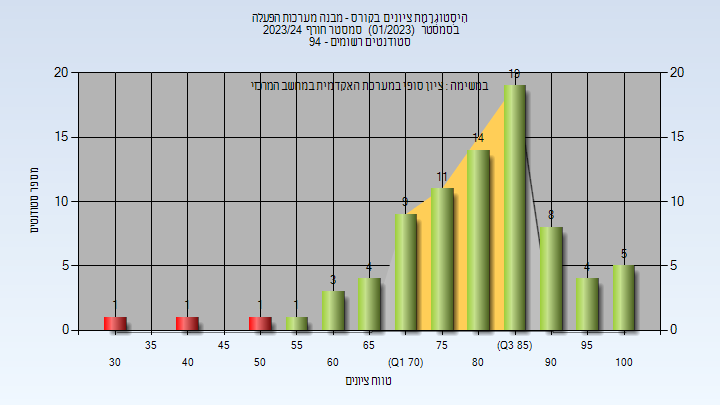 היסטוגרמת ציונים בקורס - מבנה מערכות הפעלה
בסמסטר (01/2023) סמסטר חורף 2023/24
סטודנטים רשומים - 94
במשימה : ציון סופי במערכת האקדמית במחשב המרכזי
20 20
15 15
10 10
5 5
0 0
מספר סטודנטים
1 1 1 1 3 4 9 11 14 19 8 4 5
35 45 55 65 75 (Q3 85) 95
30 40 50 60 (Q1 70) 80 90 100
טווח ציונים